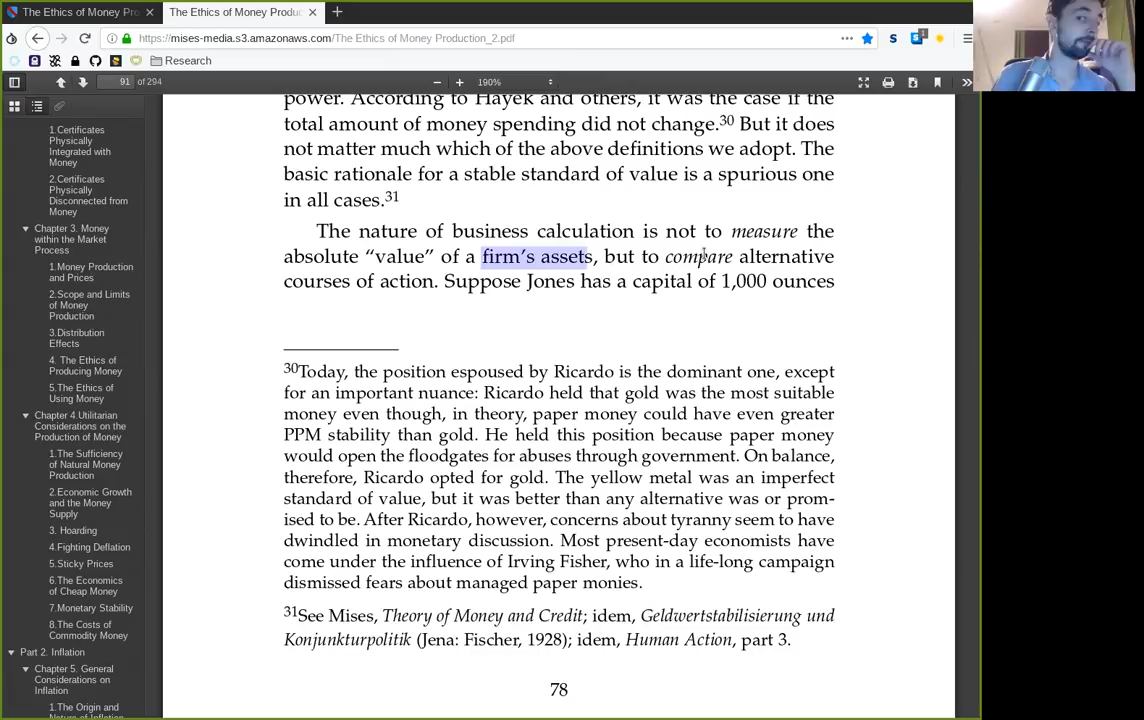 The Ethics of Money Pro
The Ethics of Money Produc
https://mises-media.s3.amazonaws.com/The Ethics of Money Production_2.pdf
Research
91 of 294
190%
1.Certificates
Physically
Integrated with
Money
2.Certificates
Physically
Disconnected from
Money
Chapter 3. Money
within the Market
Process
1.Money Production
and Prices
2.Scope and Limits
of Money
Production
3.Distribution
Effects
4. The Ethics of
Producing Money
5.The Ethics of
Using Money
Chapter 4.Utilitarian
Considerations on the
Production of Money
1.The Sufficiency
of Natural Money
Production
2.Economic Growth
and the Money
Supply
3. Hoarding
4.Fighting Deflation
5.Sticky Prices
6.The Economics
of Cheap Money
7.Monetary Stability
8.The Costs of
Commodity Money
Part 2. Inflation
Chapter 5. General
Considerations on
Inflation
1.The Origin and
Nature of Inflation
power. According to Hayek and others, it was the case if the
total amount of money spending did not change.30 But it does
not matter much which of the above definitions we adopt. The
basic rationale for a stable standard of value is a spurious one
in all cases.31
The nature of business calculation is not to measure the
absolute “value” of a firm’s assets, but to compare alternative
courses of action. Suppose Jones has a capital of 1,000 ounces
30Today, the position espoused by Ricardo is the dominant one, except
for an important nuance: Ricardo held that gold was the most suitable
money even though, in theory, paper money could have even greater
PPM stability than gold. He held this position because paper money
would open the floodgates for abuses through government. On balance,
therefore, Ricardo opted for gold. The yellow metal was an imperfect
standard of value, but it was better than any alternative was or prom-
ised to be. After Ricardo, however, concerns about tyranny seem to have
dwindled in monetary discussion. Most present-day economists have
come under the influence of Irving Fisher, who in a life-long campaign
dismissed fears about managed paper monies.
31See Mises, Theory of Money and Credit; idem, Geldwertstabilisierung und
Konjunkturpolitik (Jena: Fischer, 1928); idem, Human Action, part 3.
78